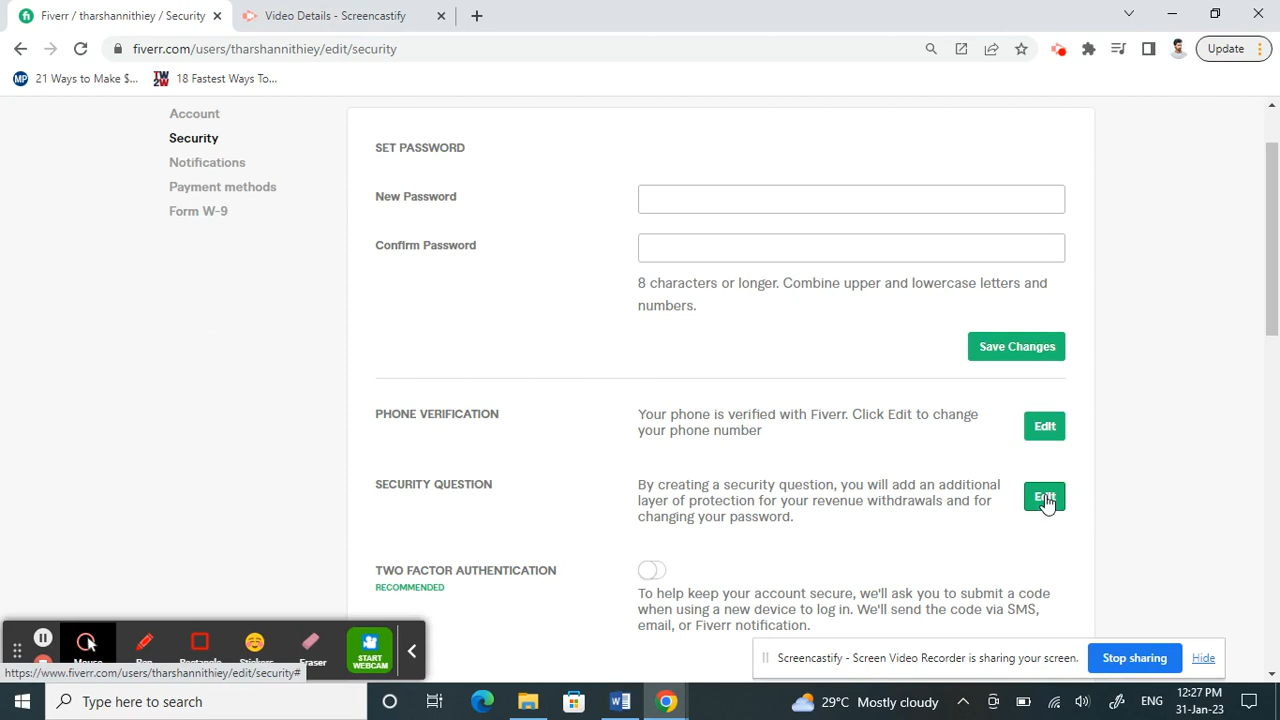 Fiverr / tharshannithiey / Security
Video Details - Screencastify
fiverr.com/users/tharshannithiey/edit/security
Update
MP 21 Ways to Make $...
18 Fastest Ways To...
Account
Security
Notifications
Payment methods
Form W-9
SET PASSWORD
New Password
Confirm Password
8 characters or longer. Combine upper and lowercase letters and
numbers.
Save Changes
PHONE VERIFICATION
Your phone is verified with Fiverr. Click Edit to change
your phone number
Edit
SECURITY QUESTION
By creating a security question, you will add an additional
layer of protection for your revenue withdrawals and for
changing your password.
Edit
TWO FACTOR AUTHENTICATION
RECOMMENDED
To help keep your account secure, we'll ask you to submit a code
when using a new device to log in. We'll send the code via SMS,
email, or Fiverr notification.
Mouse
Pen
Rectangle
Stickers
Eraser
START
WEBCAM
https://www.fiverr.com/users/tharshannithiey/edit/security#
Screencastify - Screen Video Recorder is sharing your screen.
Stop sharing
Hide
Type here to search
29°C Mostly cloudy
ENG
12:27 PM
31-Jan-23